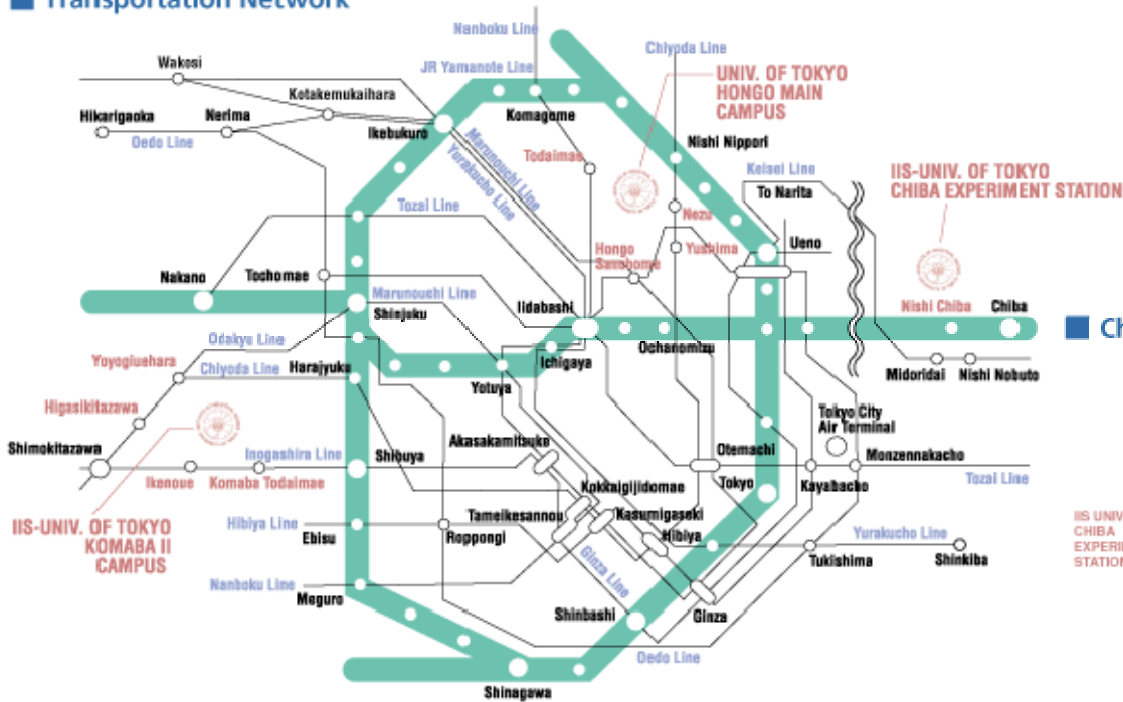 Transportation Network
Nanboku Line
Chiyoda Line
Wakosi
JR Yamanote Line
UNIV. OF TOKYO
HONGO MAIN
CAMPUS
Kotakemukaihara
Hikarigaoka
Nerima
Komagome
Oedo Line
Ikebukuro
Marunouchi Line
Yurakucho Line
Nishi Nippori
Todaimae
Keisei Line
IIS-UNIV. OF TOKYO
CHIBA EXPERIMENT STATION
To Narita
Tozai Line
Nezu
Ueno
Hongo
Sanchome
Yushima
Nakano
Tochomae
Marunouchi Line
Iidabashi
Nishi Chiba
Chiba
Shinjuku
Ch
Odakyu Line
Ochanomizu
Yoyogiuehara
Chiyoda Line
Harajyuku
Ichigaya
Midoridai
Nishi Nobuto
Yotuya
Higasikitazawa
Tokyo City
Air Terminal
Akasakamitsuke
Shimokitazawa
Inogashira Line
Shibuya
Otemachi
Monzennakacho
Ikenoue
Komaba Todaimae
Tokyo
Kayabacho
Tozai Line
Kokkaigijidomae
IIS-UNIV. OF TOKYO
KOMABA II
CAMPUS
Hibiya Line
Ebisu
Tameikesannou
Kasumigaseki
Roppongi
Hibiya
Yurakucho Line
IIS UNIV
CHIBA
EXPERI
STATION
Tukishima
Shinkiba
Ginza Line
Nanboku Line
Meguro
Shinbashi
Ginza
Oedo Line
Shinagawa